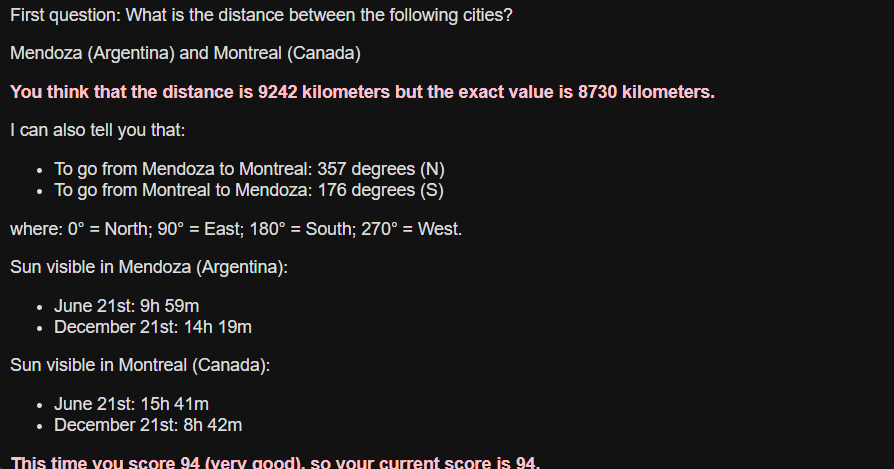 First question: What is the distance between the following cities?
Mendoza (Argentina) and Montreal (Canada)
You think that the distance is 9242 kilometers but the exact value is 8730 kilometers.
I can also tell you that:
• To go from Mendoza to Montreal: 357 degrees (N)
• To go from Montreal to Mendoza: 176 degrees (S)
where: 0° = North; 90° = East; 180° = South; 270° = West.
Sun visible in Mendoza (Argentina):
• June 21st: 9h 59m
• December 21st: 14h 19m
Sun visible in Montreal (Canada):
• June 21st: 15h 41m
• December 21st: 8h 42m
This time you score 94 (very good), so your current score is 94.